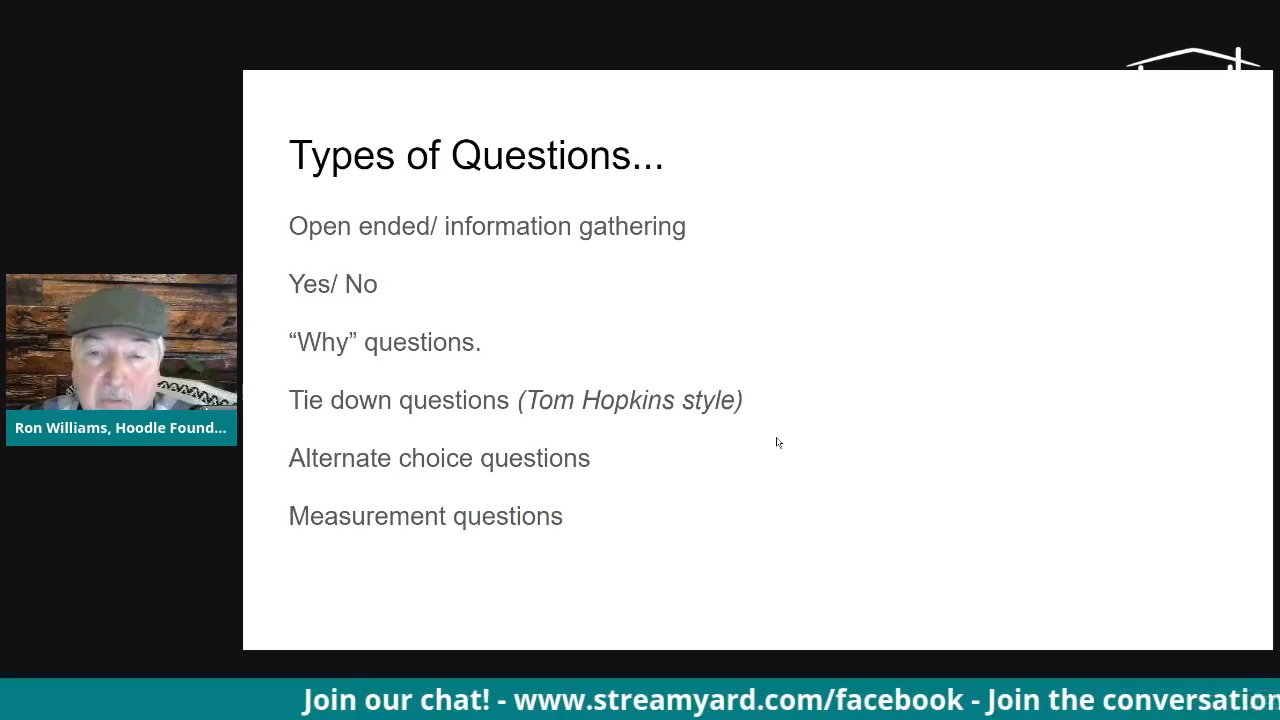 Types of Questions...
Open ended/ information gathering
Yes/ No
“Why” questions.
Tie down questions (Tom Hopkins style)
Alternate choice questions
Measurement questions
Ron Williams, Hoodle Found...
Join our chat! - www.streamyard.com/facebook - Join the conversation